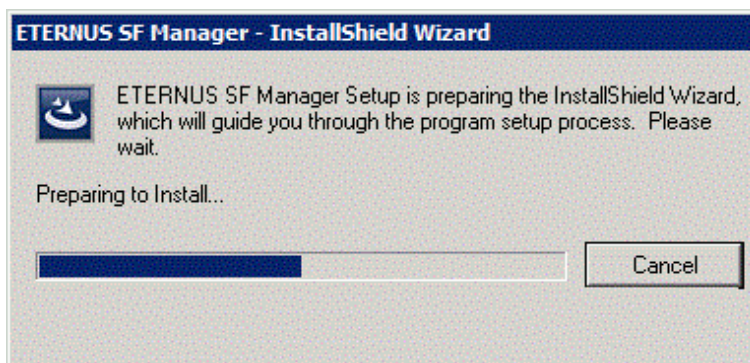 ETERNUS SF Manager - InstallShield Wizard
ETERNUS SF Manager Setup is preparing the InstallShield Wizard,
which will guide you through the program setup process.  Please
wait.
Preparing to Install...
Cancel